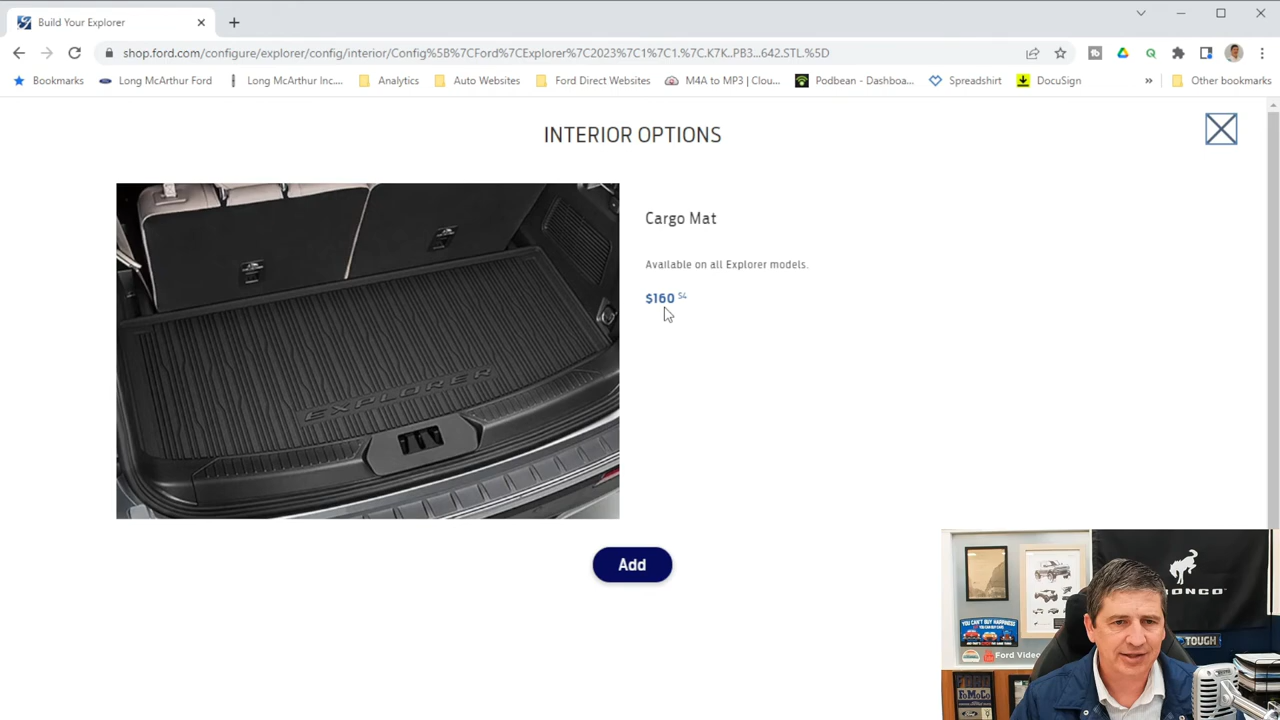 Build Your Explorer
shop.ford.com/configure/explorer/config/interior/Config%5B%7CFord%7CExplorer%7C2023%7C1%7C1.%7C.K7K..PB3...642.STL.%5D
Bookmarks
Long McArthur Ford
Long McArthur Inc....
Analytics
Auto Websites
Ford Direct Websites
M4A to MP3 | Clou...
Podbean - Dashboa...
Spreadshirt
DocuSign
»
Other bookmarks
INTERIOR OPTIONS
Cargo Mat
Available on all Explorer models.
$160 S4
EXPLORER
Add
YOU CAN'T BUY HAPPINESS
Ford Video
FoMoCo
RONCO
TOUGH